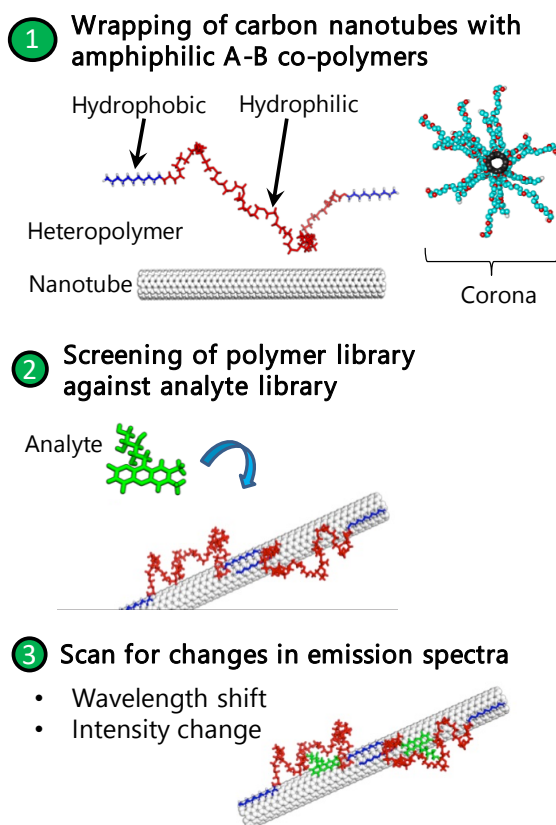 1
Wrapping of carbon nanotubes with
amphiphilic A-B co-polymers
Hydrophobic
Hydrophilic
Heteropolymer
Nanotube
Corona
2
Screening of polymer library
against analyte library
Analyte
3
Scan for changes in emission spectra
• Wavelength shift
• Intensity change